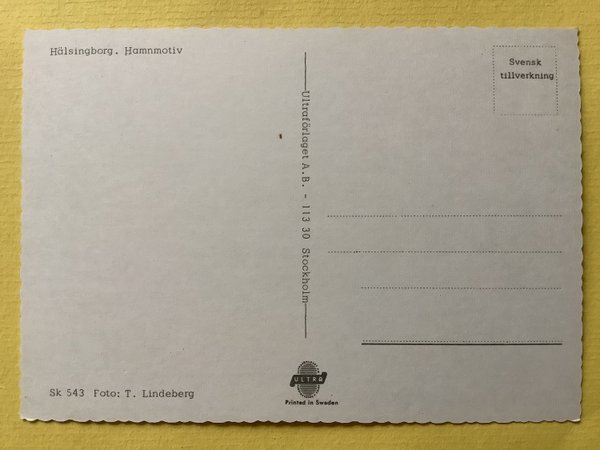 Hälsingborg. Hamnmotiv
Svensk
tillverkning
Ultraförlaget A.B. - 113 30 Stockholm
Sk 543 Foto: T. Lindeberg
ULTRA
Printed in Sweden